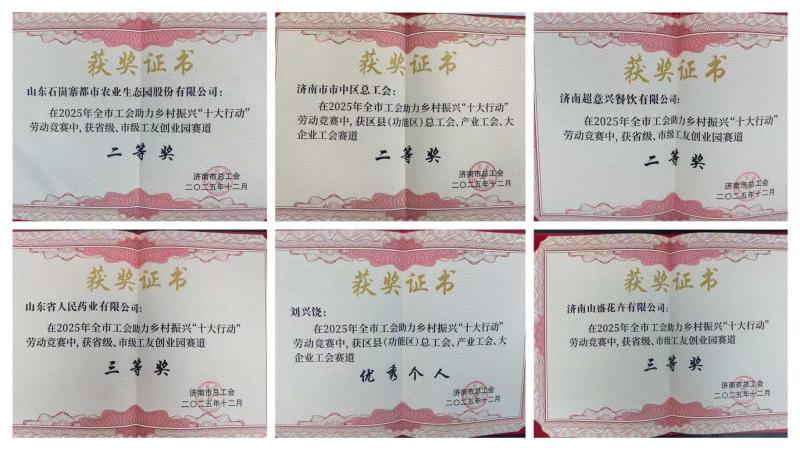 获奖证书
山东石崮寨都市农业生态园股份有限公司：
在2025年全市工会助力乡村振兴“十大行动”
劳动竞赛中，获省级、市级工友创业园赛道
二等奖
济南市总工会
二〇二五年十二月
获奖证书
济南市市中区总工会：
在2025年全市工会助力乡村振兴“十大行动”
劳动竞赛中，获区县（功能区）总工会、产业工会、大
企业工会赛道
二等奖
济南市总工会
二〇二五年十二月
获奖证书
济南超意兴餐饮有限公司：
在2025年全市工会助力乡村振兴“十大行动”
劳动竞赛中，获省级、市级工友创业园赛道
二等奖
济南市总工会
二〇二五年十二月
获奖证书
山东省人民药业有限公司：
在2025年全市工会助力乡村振兴“十大行动”
劳动竞赛中，获省级、市级工友创业园赛道
三等奖
济南市总工会
二〇二五年十二月
获奖证书
刘兴饶：
在2025年全市工会助力乡村振兴“十大行动”
劳动竞赛中，获区县（功能区）总工会、产业工会、大
企业工会赛道
优秀个人
济南市总工会
二〇二五年十二月
获奖证书
济南山盛花卉有限公司：
在2025年全市工会助力乡村振兴“十大行动”
劳动竞赛中，获省级、市级工友创业园赛道
三等奖
济南市总工会
二〇二五年十二月